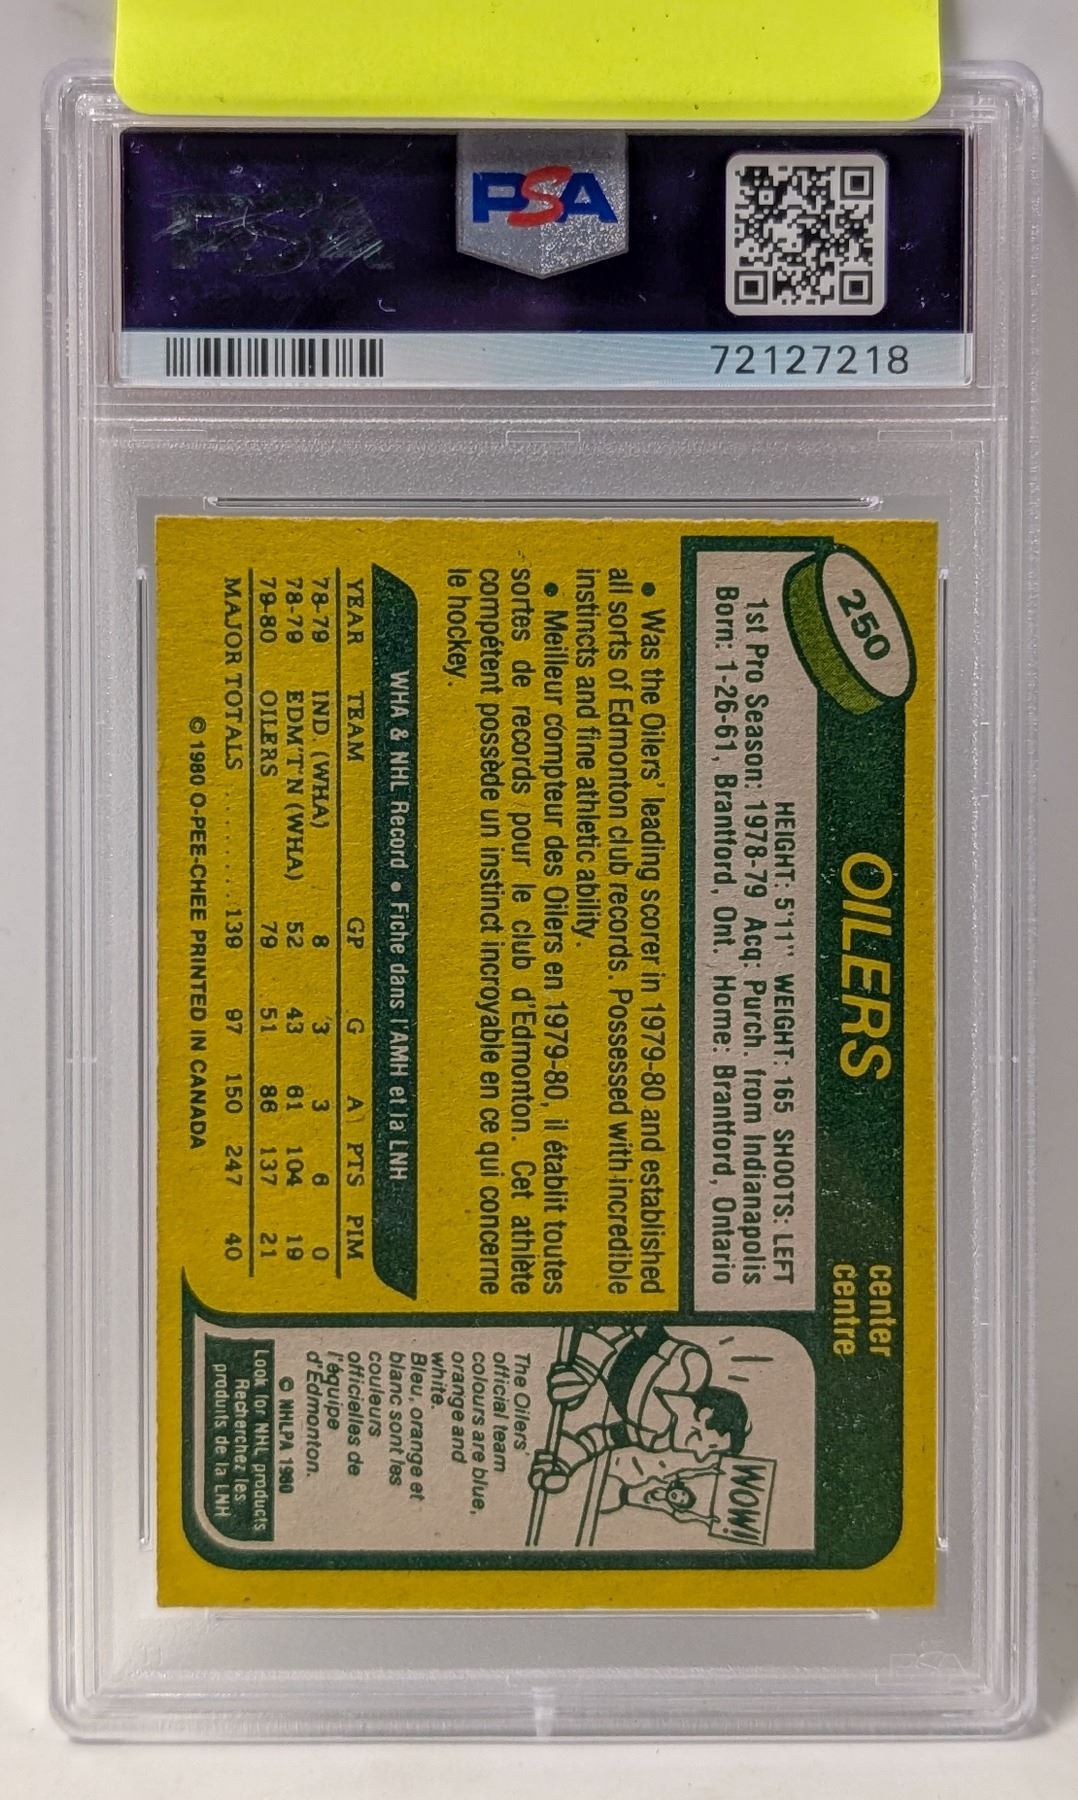 PSA
PSA
72127218
250
OILERS
center
centre
HEIGHT: 5'11" WEIGHT: 165 SHOOTS: LEFT
1st Pro Season: 1978-79 Acq: Purch. from Indianapolis
Born: 1-26-61, Brantford, Ont. Home: Brantford, Ontario
• Was the Oilers' leading scorer in 1979-80 and established
all sorts of Edmonton club records. Possessed with incredible
instincts and fine athletic ability.
• Meilleur compteur des Oilers en 1979-80, il établit toutes
sortes de records pour le club d'Edmonton. Cet athlète
compétent possède un instinct incroyable en ce qui concerne
le hockey.
WHA & NHL Record • Fiche dans l'AMH et la LNH
YEAR TEAM GP G A PTS PIM
78-79 IND. (WHA) 8 3 3 6 0
78-79 EDM'T'N (WHA) 52 43 61 104 19
79-80 OILERS 79 51 86 137 21
MAJOR TOTALS ......... 139 97 150 247 40
© 1980 O-PEE-CHEE PRINTED IN CANADA
WOW!
The Oilers'
official team
colours are blue,
orange and
white.
Bleu, orange et
blanc sont les
couleurs
officielles de
l'équipe
d'Edmonton.
© NHLPA 1980
Look for NHL products
Recherchez les
produits de la LNH
PSA